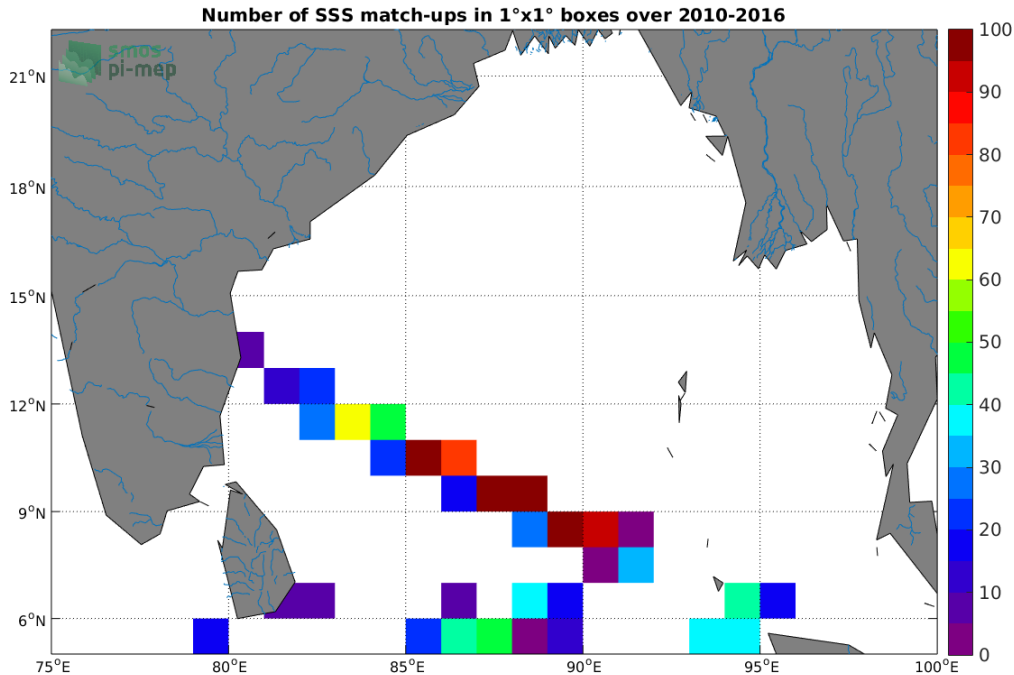 Number of SSS match-ups in 1°x1° boxes over 2010-2016
smos
pi-mep
21°N
18°N
15°N
12°N
9°N
6°N
75°E
80°E
85°E
90°E
95°E
100°E
100
90
80
70
60
50
40
30
20
10
0